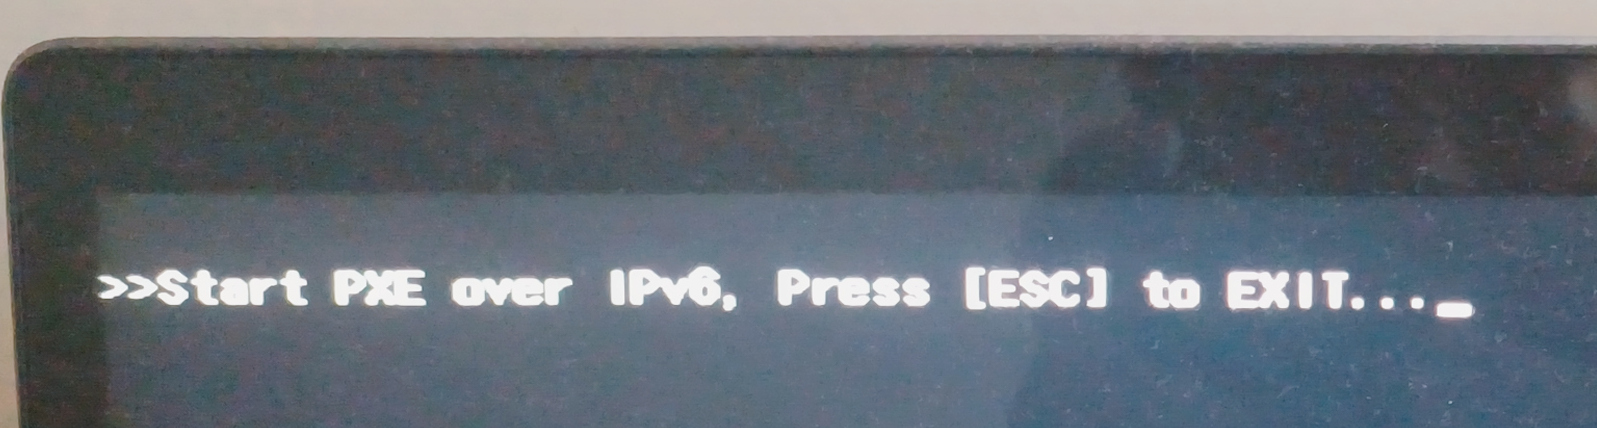 >>Start PXE over IPv6, Press [ESC] to EXIT..._